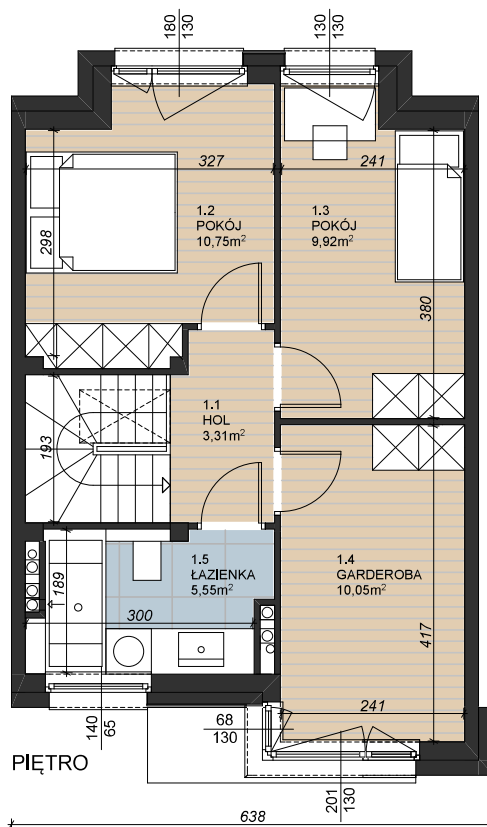 180
130
130
130
327
241
298
1.2
POKÓJ
10,75m²
1.3
POKÓJ
9,92m²
380
193
1.1
HOL
3,31m²
189
1.5
ŁAZIENKA
5,55m²
300
1.4
GARDEROBA
10,05m²
417
241
140
65
68
130
PIĘTRO
201
130
638